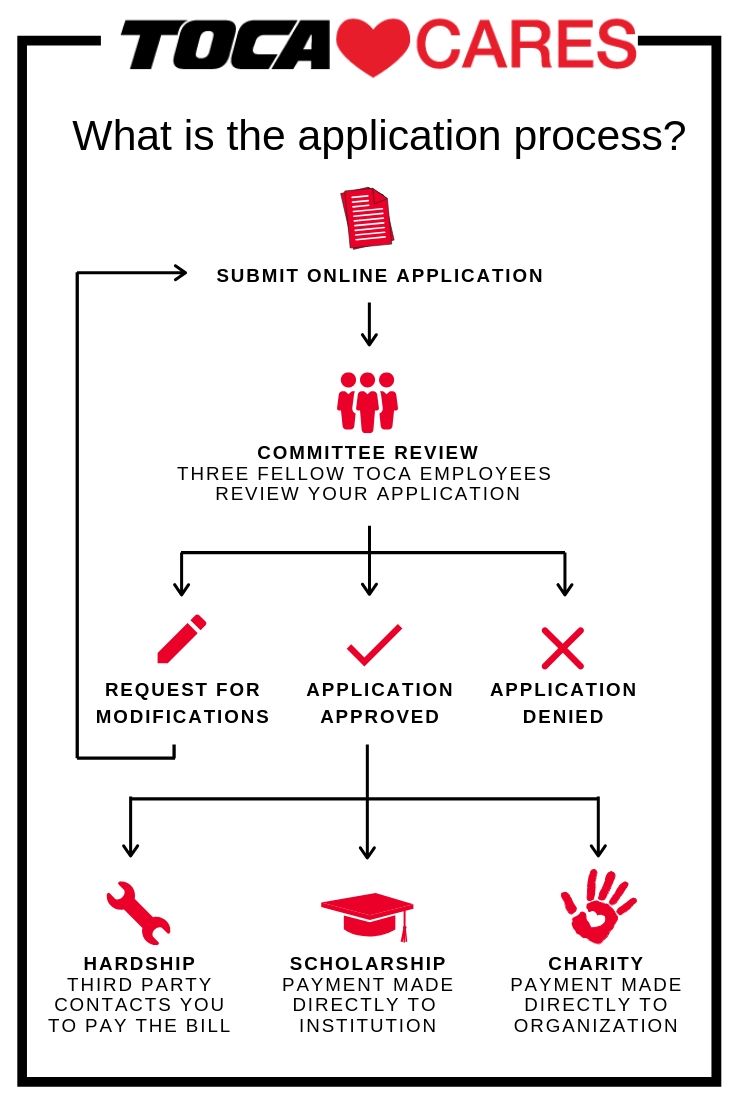 TOCA CARES
What is the application process?
SUBMIT ONLINE APPLICATION
COMMITTEE REVIEW
THREE FELLOW TOCA EMPLOYEES
REVIEW YOUR APPLICATION
REQUEST FOR
MODIFICATIONS
APPLICATION
APPROVED
APPLICATION
DENIED
HARDSHIP
THIRD PARTY
CONTACTS YOU
TO PAY THE BILL
SCHOLARSHIP
PAYMENT MADE
DIRECTLY TO
INSTITUTION
CHARITY
PAYMENT MADE
DIRECTLY TO
ORGANIZATION